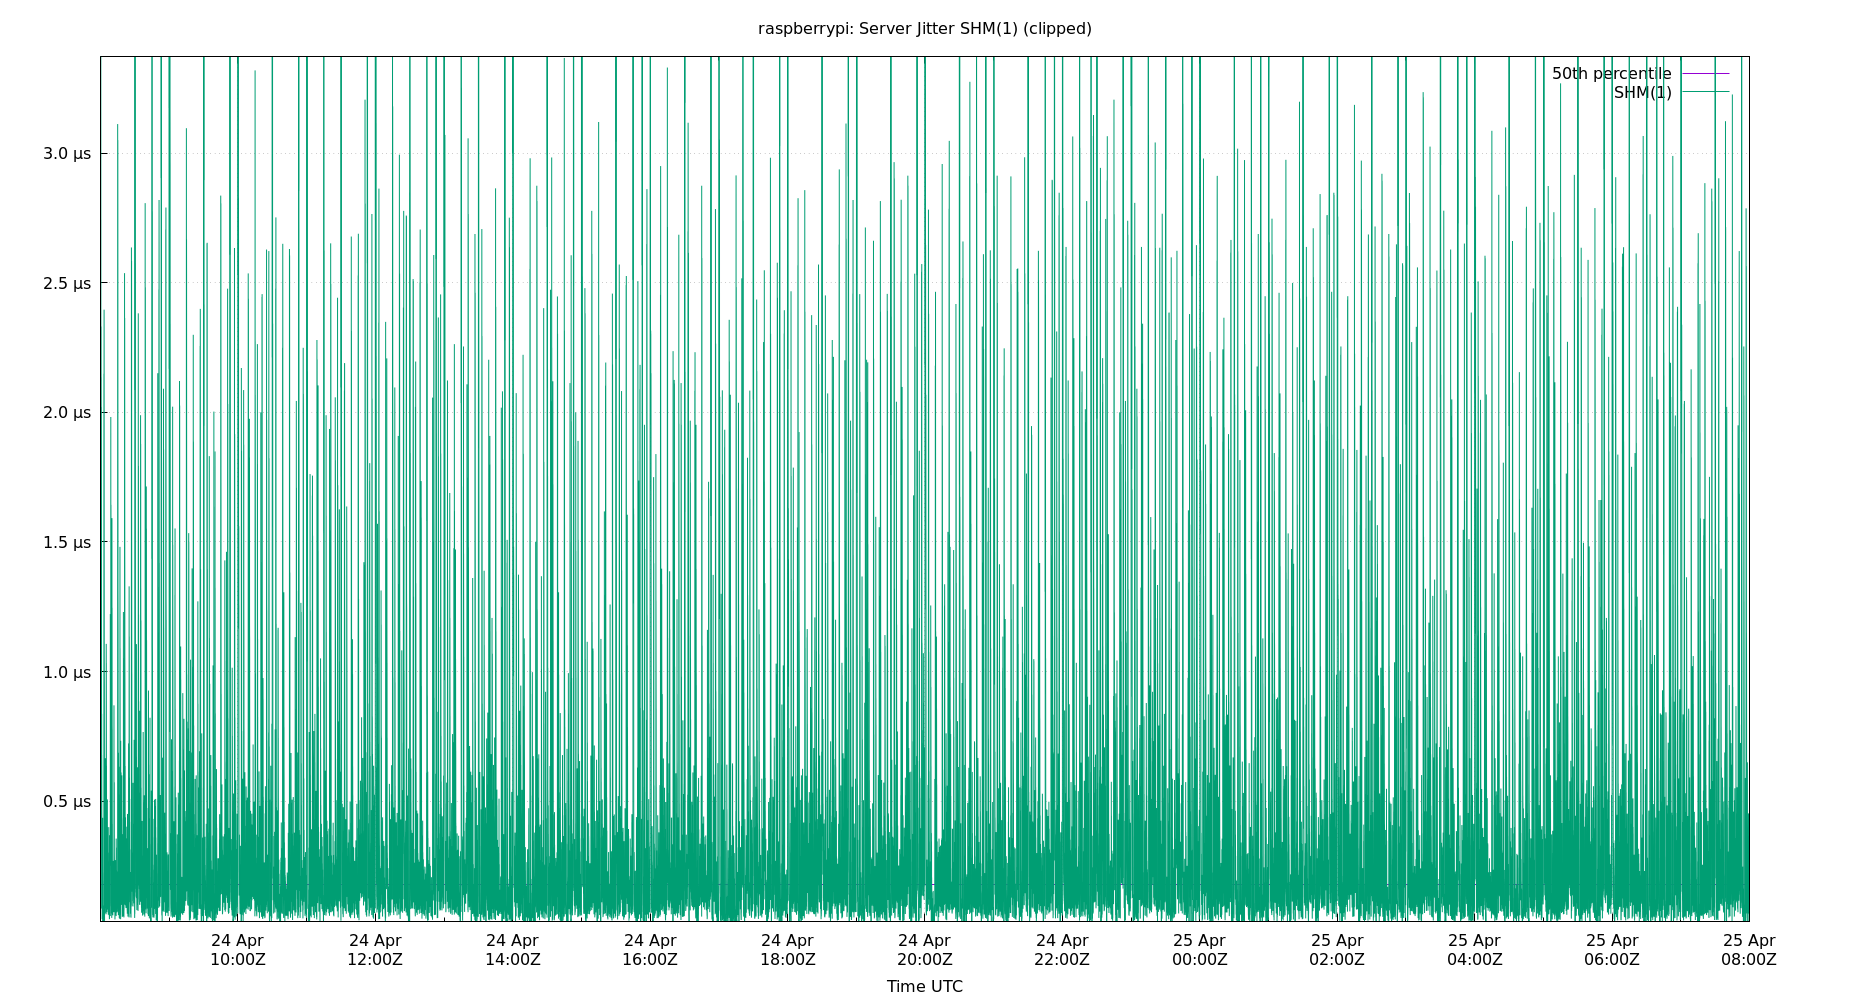 raspberrypi: Server Jitter SHM(1) (clipped)
50th percentile
SHM(1)
3.0 µs
2.5 µs
2.0 µs
1.5 µs
1.0 µs
0.5 µs
24 Apr 24 Apr 24 Apr 24 Apr 24 Apr 24 Apr 24 Apr 25 Apr 25 Apr 25 Apr 25 Apr 25 Apr
10:00Z 12:00Z 14:00Z 16:00Z 18:00Z 20:00Z 22:00Z 00:00Z 02:00Z 04:00Z 06:00Z 08:00Z
Time UTC